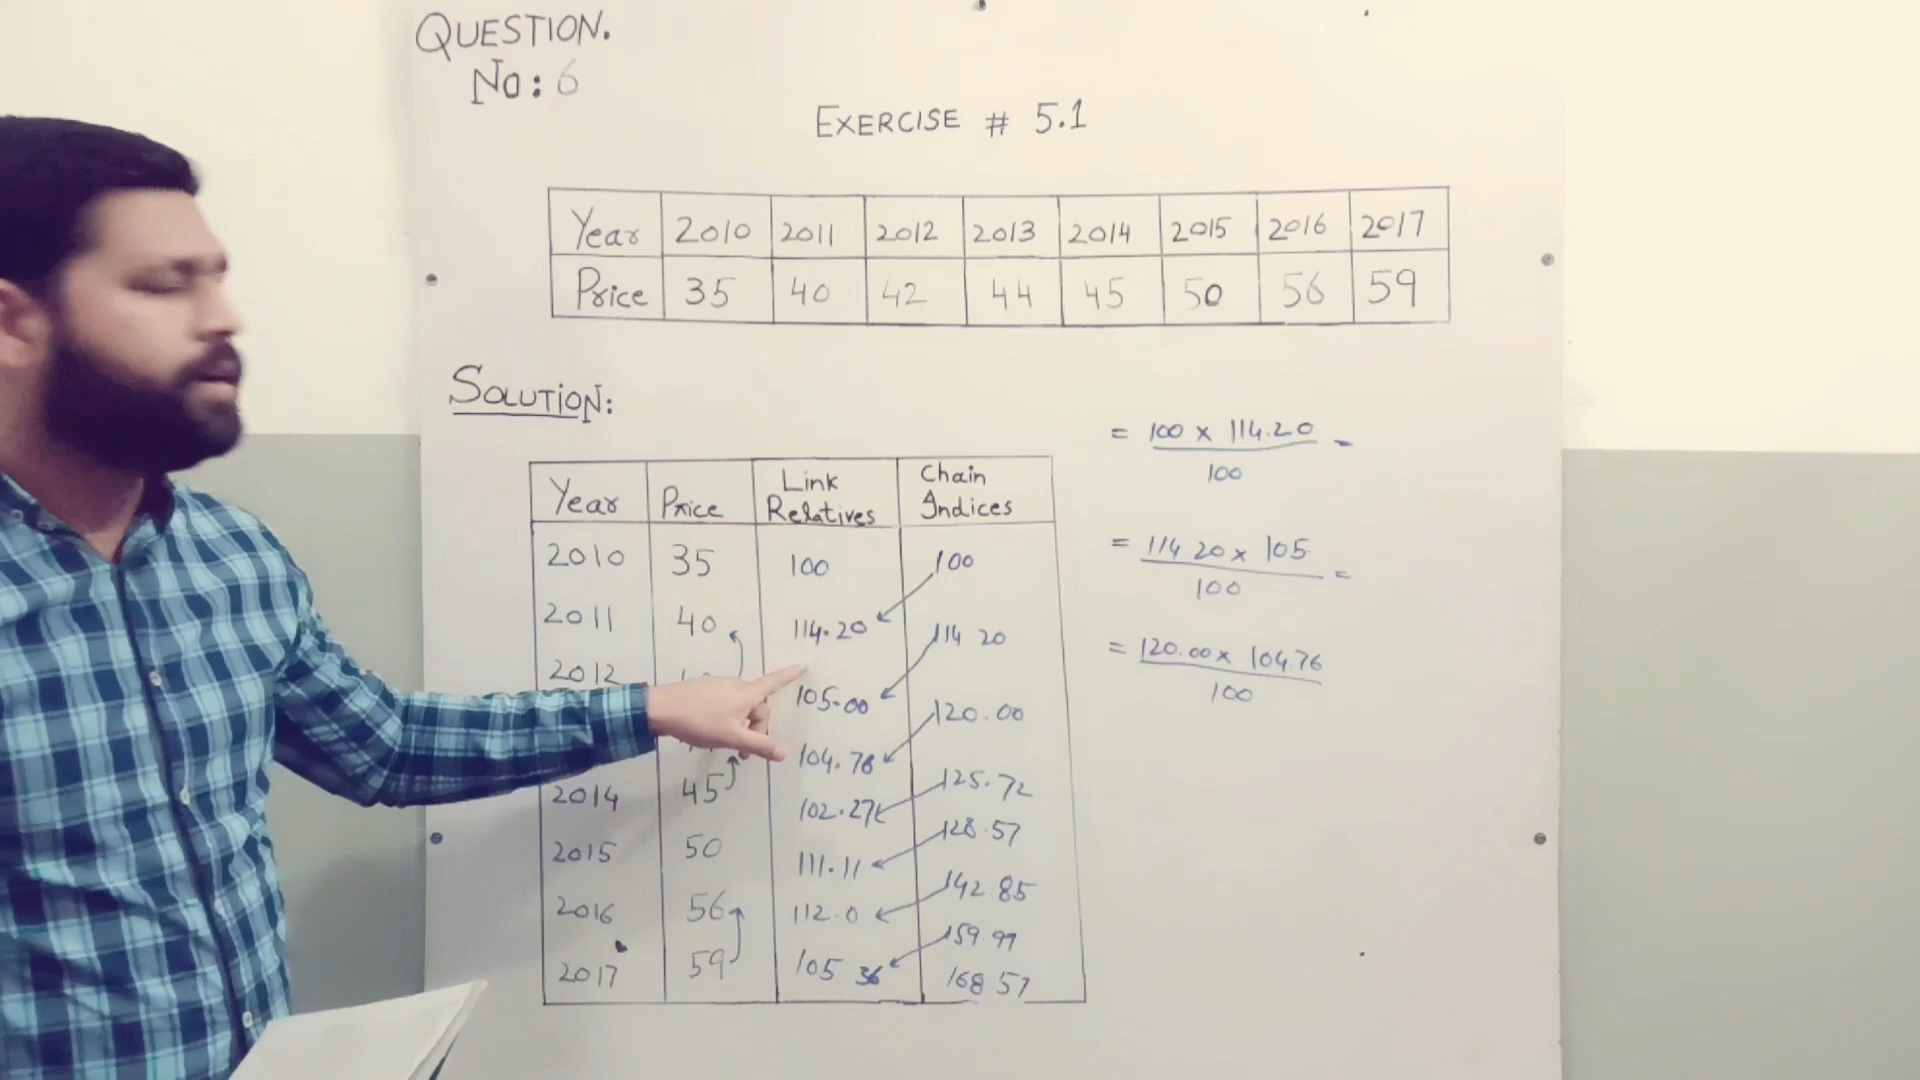 QUESTION.
No: 6
EXERCISE # 5.1
Year 2010 2011 2012 2013 2014 2015 2016 2017
Price 35 40 42 44 45 50 56 59
SOLUTION:
Year Price Link Relatives Chain Indices
2010 35 100 100
2011 40 114.20 114 20
2012 105.00 120.00
104.76 125.72
2014 45 102.27 128.57
2015 50 111.11 142.85
2016 56 112.0 159 99
2017 59 105 36 168 57
= 100 x 114.20 =
100
= 114 20 x 105. =
100
= 120.00 x 104.76
100